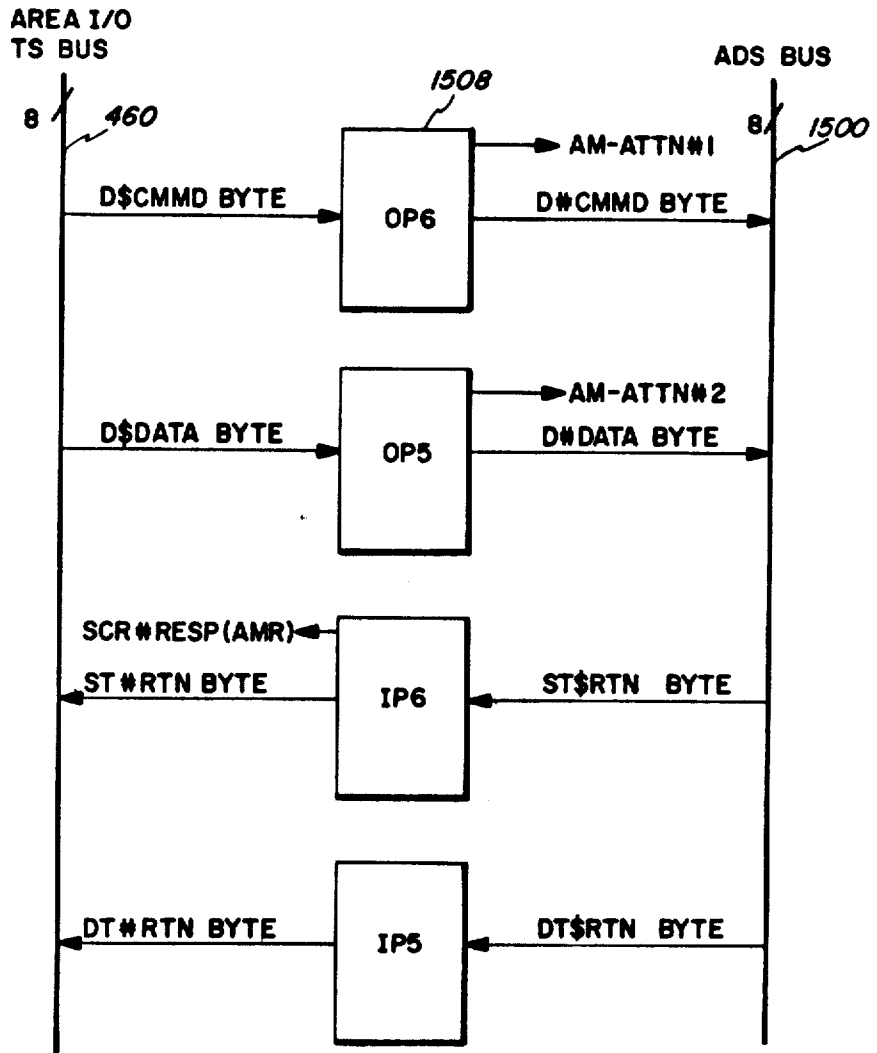 AREA I/O
TS BUS
ADS BUS
8
460
1508
8
1500
AM-ATTN#1
D$CMMD BYTE
OP6
D#CMMD BYTE
AM-ATTN#2
D$DATA BYTE
OP5
D#DATA BYTE
SCR#RESP(AMR)
ST#RTN BYTE
IP6
ST$RTN BYTE
DT#RTN BYTE
IP5
DT$RTN BYTE